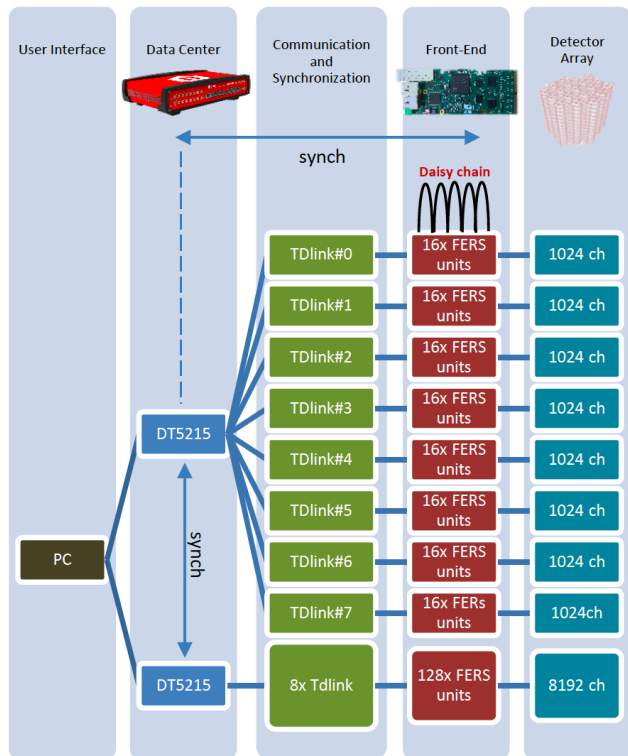 User Interface
Data Center
Communication
and
Synchronization
Front-End
Detector
Array
synch
Daisy chain
TDlink#0
16x FERS
units
1024 ch
TDlink#1
16x FERS
units
1024 ch
TDlink#2
16x FERS
units
1024 ch
TDlink#3
16x FERS
units
1024 ch
DT5215
TDlink#4
16x FERS
units
1024 ch
TDlink#5
16x FERS
units
1024 ch
synch
PC
TDlink#6
16x FERS
units
1024 ch
TDlink#7
16x FERs
units
1024ch
DT5215
8x Tdlink
128x FERS
units
8192 ch